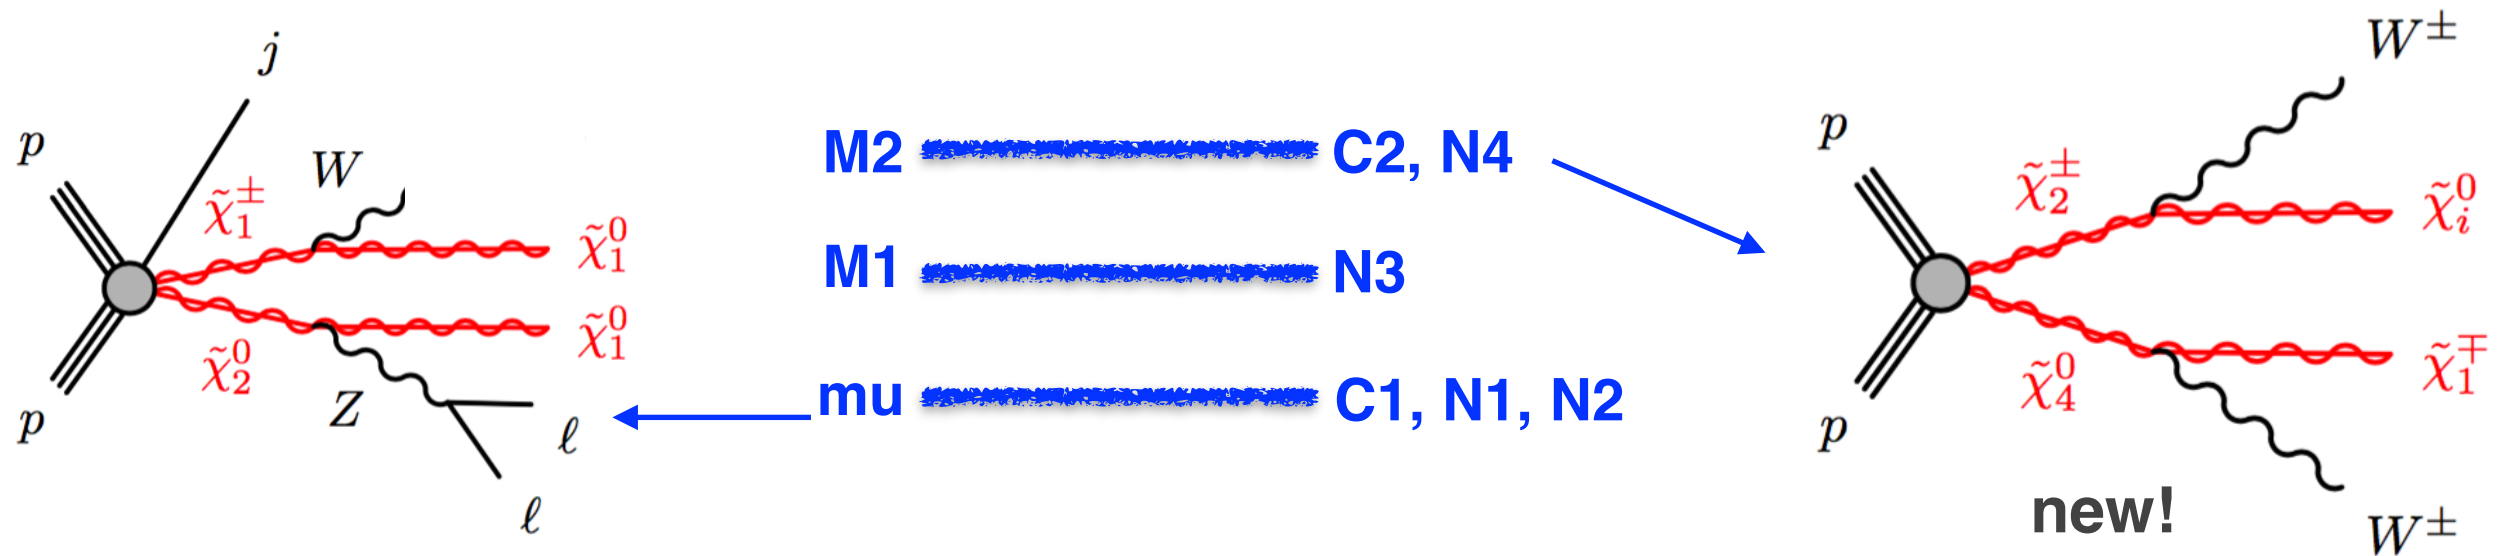 j
p
W
χ̃₁±
χ̃₁⁰
χ̃₁⁰
χ̃₂⁰
Z
p
ℓ
ℓ
M2 C2, N4
M1 N3
mu C1, N1, N2
W±
p
χ̃₂±
χ̃ᵢ⁰
χ̃₄⁰
χ̃₁∓
p
new!
W±